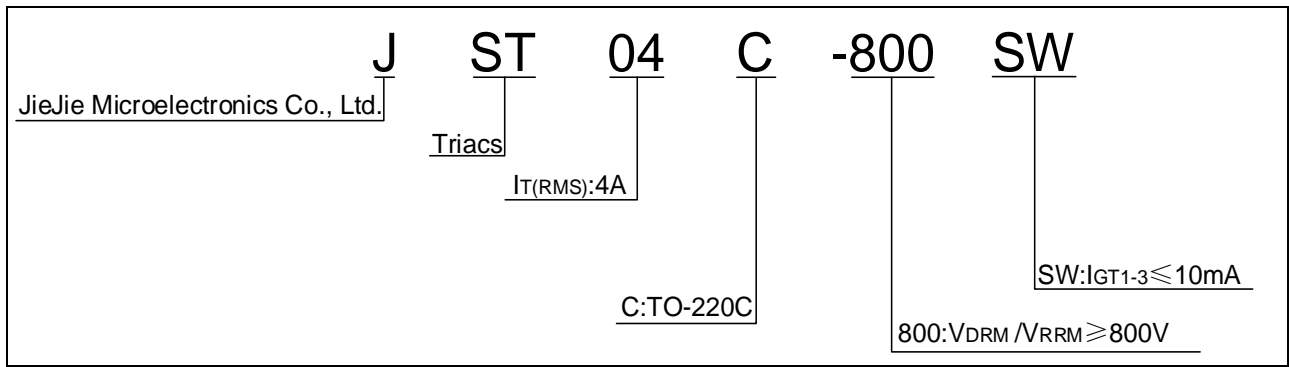 J ST 04 C -800 SW
JieJie Microelectronics Co., Ltd.
Triacs
IT(RMS):4A
SW:IGT1-3≤10mA
C:TO-220C
800:VDRM /VRRM≥800V